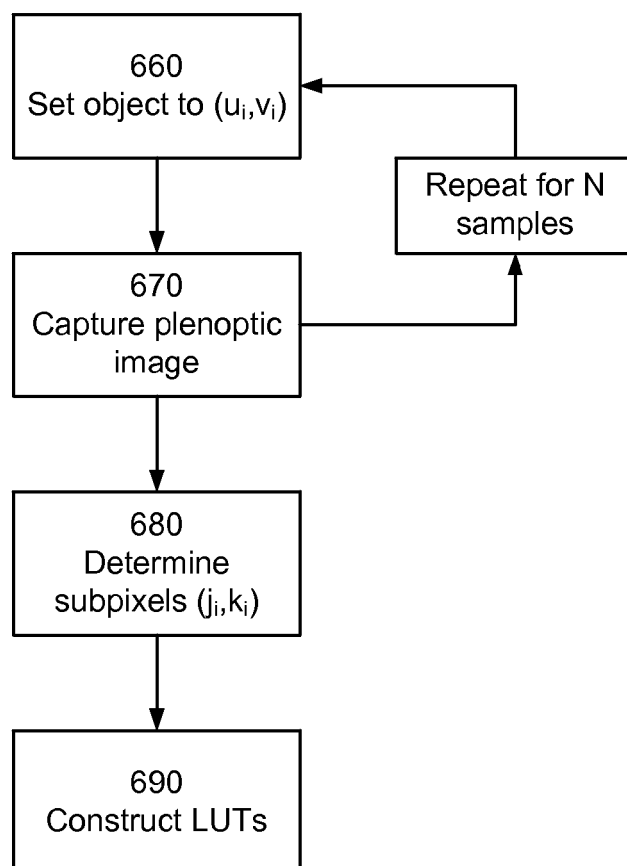 660
Set object to (uᵢ,vᵢ)
Repeat for N
samples
670
Capture plenoptic
image
680
Determine
subpixels (jᵢ,kᵢ)
690
Construct LUTs